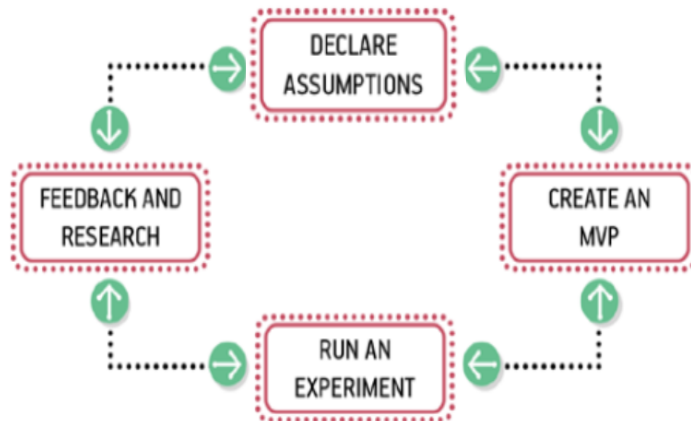 DECLARE
ASSUMPTIONS
FEEDBACK AND
RESEARCH
CREATE AN
MVP
RUN AN
EXPERIMENT